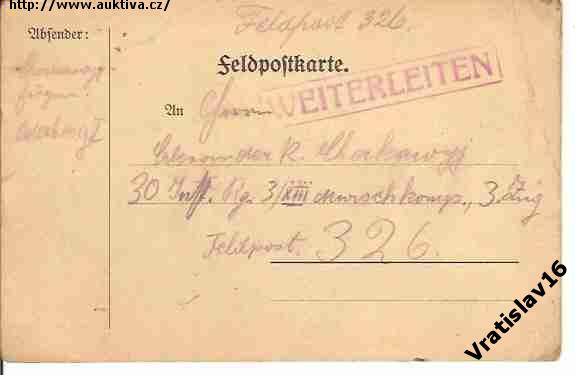 http://www.auktiva.cz/
Feldpost 326.
Absender:
Feldpostkarte.
WEITERLEITEN
An Herrn
30 Inft. Rg. 3/XIII Marschkomp., 3. Zug
Feldpost. 326.
Vratislav16